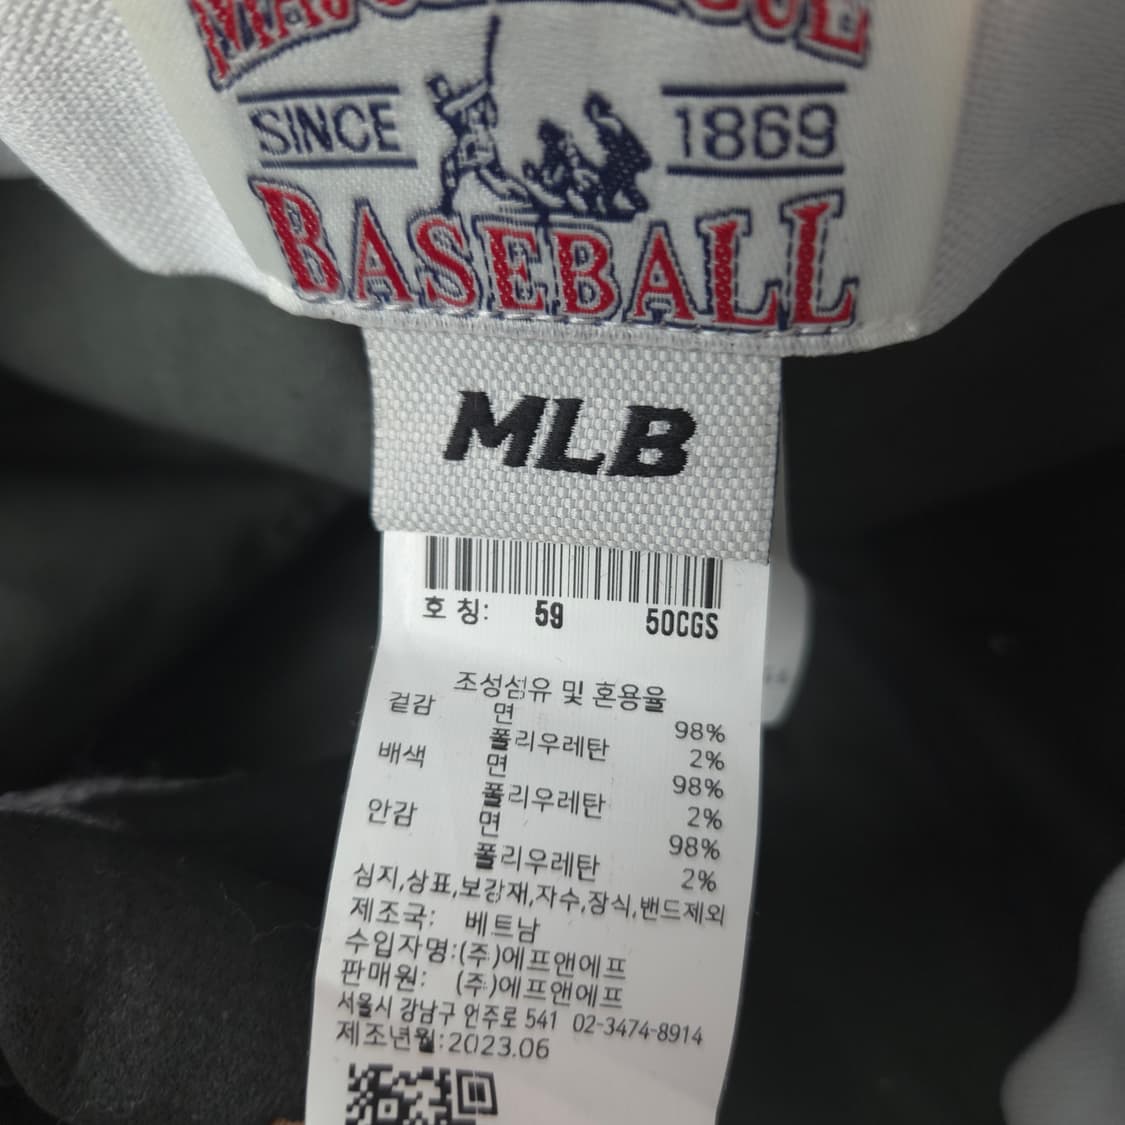 SINCE 1869
BASEBALL
MLB
호 칭: 59 50CGS
조성섬유 및 혼용율
겉감 면 98%
폴리우레탄 2%
배색 면 98%
폴리우레탄 2%
안감 면 98%
폴리우레탄 2%
심지,상표,보강재,자수,장식,밴드제외
제조국: 베트남
수입자명:(주)에프앤에프
판매원: (주)에프앤에프
서울시 강남구 언주로 541 02-3474-8914
제조년월:2023.06